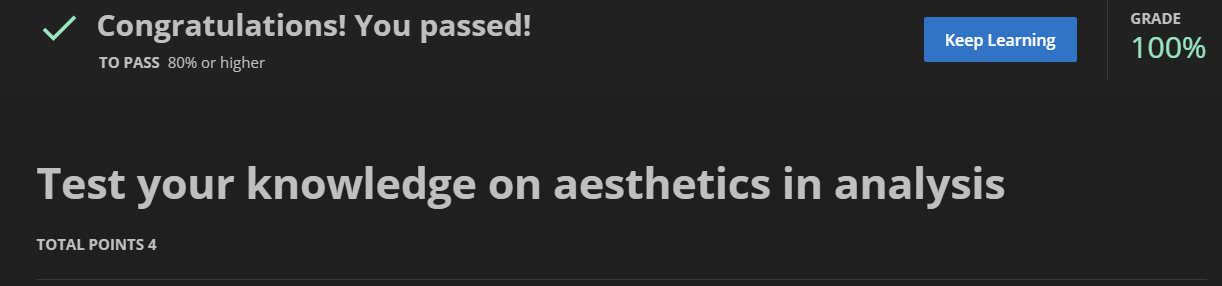 Congratulations! You passed!
TO PASS 80% or higher
Keep Learning
GRADE
100%
Test your knowledge on aesthetics in analysis
TOTAL POINTS 4